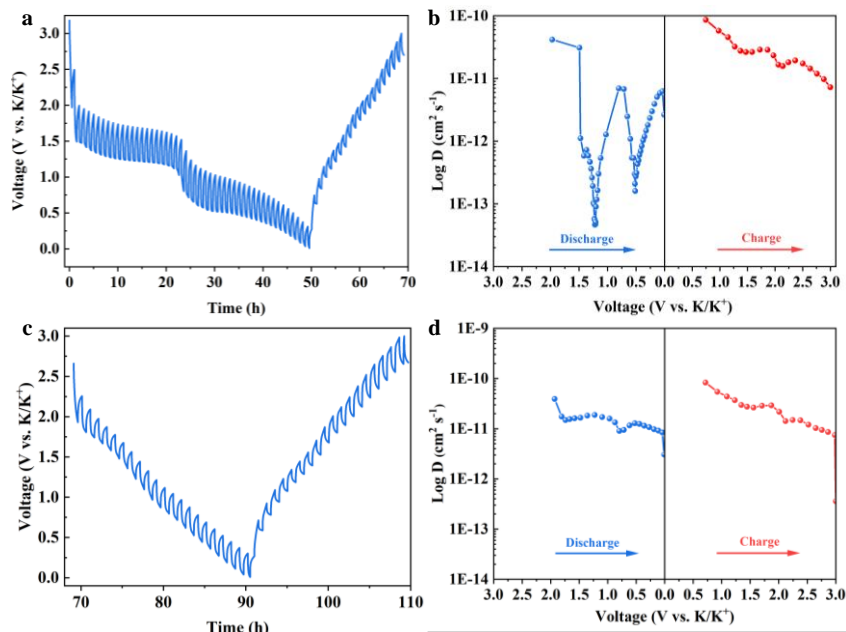 a
Voltage (V vs. K/K⁺)
3.0
2.5
2.0
1.5
1.0
0.5
0.0
0 10 20 30 40 50 60 70
Time (h)
b
Log D (cm² s⁻¹)
1E-10
1E-11
1E-12
1E-13
1E-14
Discharge
Charge
3.0 2.5 2.0 1.5 1.0 0.5 0.0 0.5 1.0 1.5 2.0 2.5 3.0
Voltage (V vs. K/K⁺)
c
Voltage (V vs. K/K⁺)
3.0
2.5
2.0
1.5
1.0
0.5
0.0
70 80 90 100 110
Time (h)
d
Log D (cm² s⁻¹)
1E-9
1E-10
1E-11
1E-12
1E-13
1E-14
Discharge
Charge
3.0 2.5 2.0 1.5 1.0 0.5 0.0 0.5 1.0 1.5 2.0 2.5 3.0
Voltage (V vs. K/K⁺)